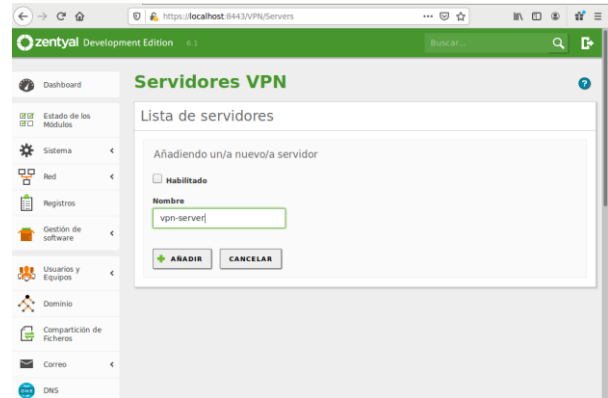 https://localhost:8443/VPN/Servers
zentyal Development Edition 6.1
Buscar...
Dashboard
Estado de los
Módulos
Sistema
Red
Registros
Gestión de
software
Usuarios y
Equipos
Dominio
Compartición de
Ficheros
Correo
DNS
Servidores VPN
Lista de servidores
Añadiendo un/a nuevo/a servidor
Habilitado
Nombre
vpn-server
AÑADIR
CANCELAR